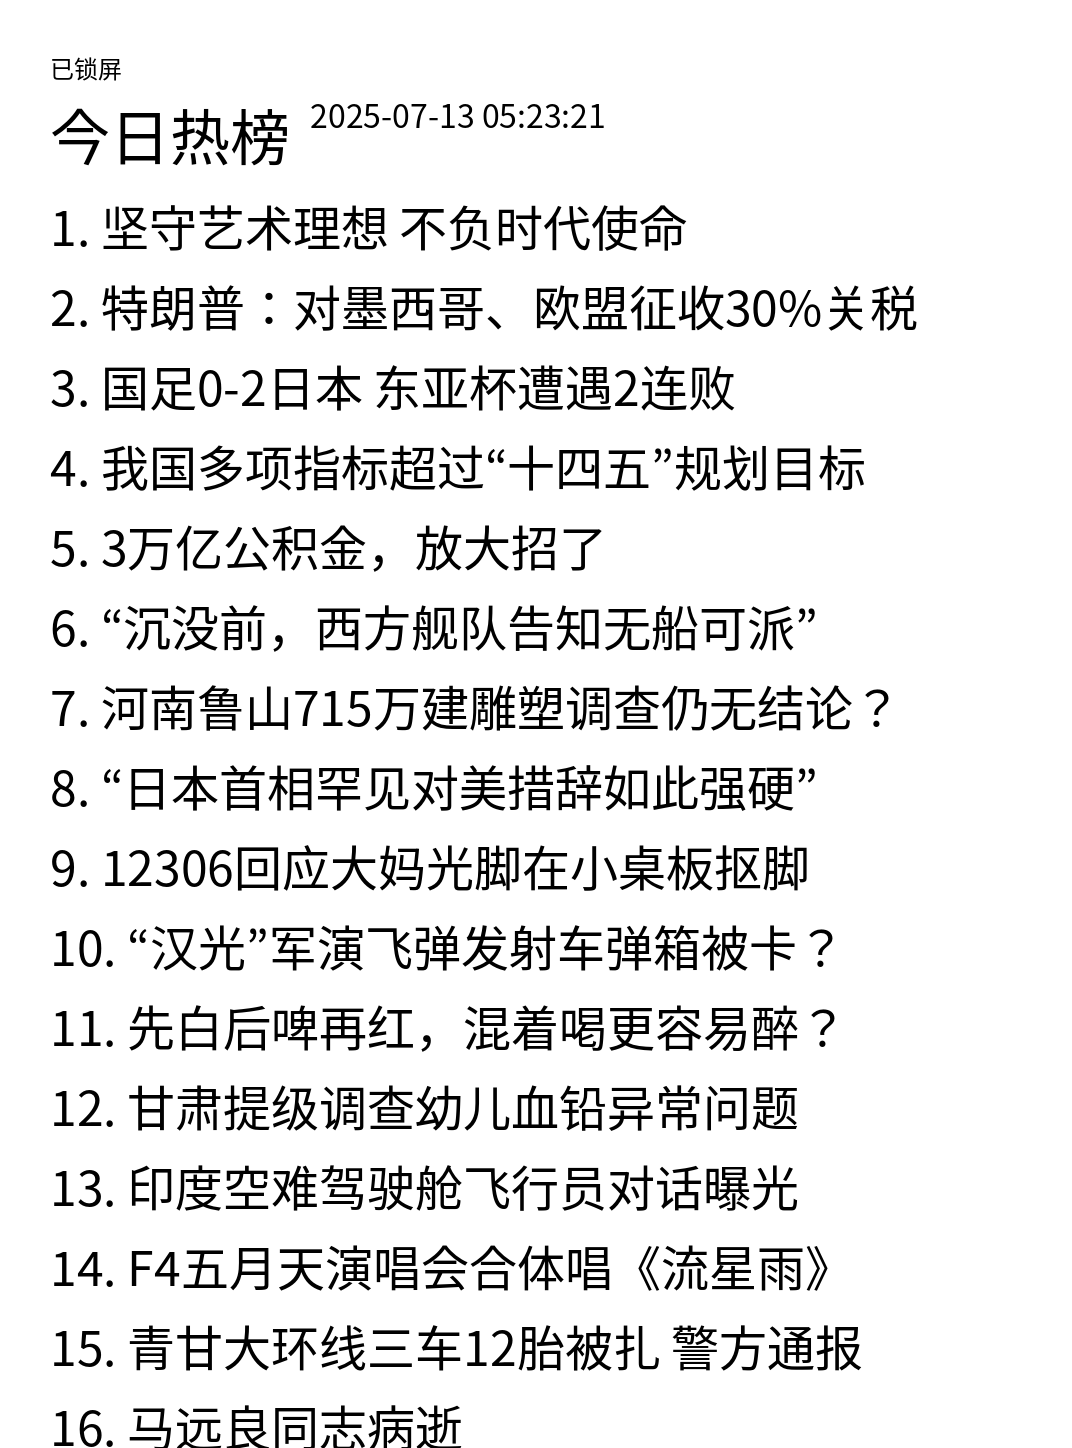 已锁屏
今日热榜 2025-07-13 05:23:21
1. 坚守艺术理想 不负时代使命
2. 特朗普：对墨西哥、欧盟征收30%关税
3. 国足0-2日本 东亚杯遭遇2连败
4. 我国多项指标超过“十四五”规划目标
5. 3万亿公积金，放大招了
6. “沉没前，西方舰队告知无船可派”
7. 河南鲁山715万建雕塑调查仍无结论？
8. “日本首相罕见对美措辞如此强硬”
9. 12306回应大妈光脚在小桌板抠脚
10. “汉光”军演飞弹发射车弹箱被卡？
11. 先白后啤再红，混着喝更容易醉？
12. 甘肃提级调查幼儿血铅异常问题
13. 印度空难驾驶舱飞行员对话曝光
14. F4五月天演唱会合体唱《流星雨》
15. 青甘大环线三车12胎被扎 警方通报
16. 马远良同志病逝